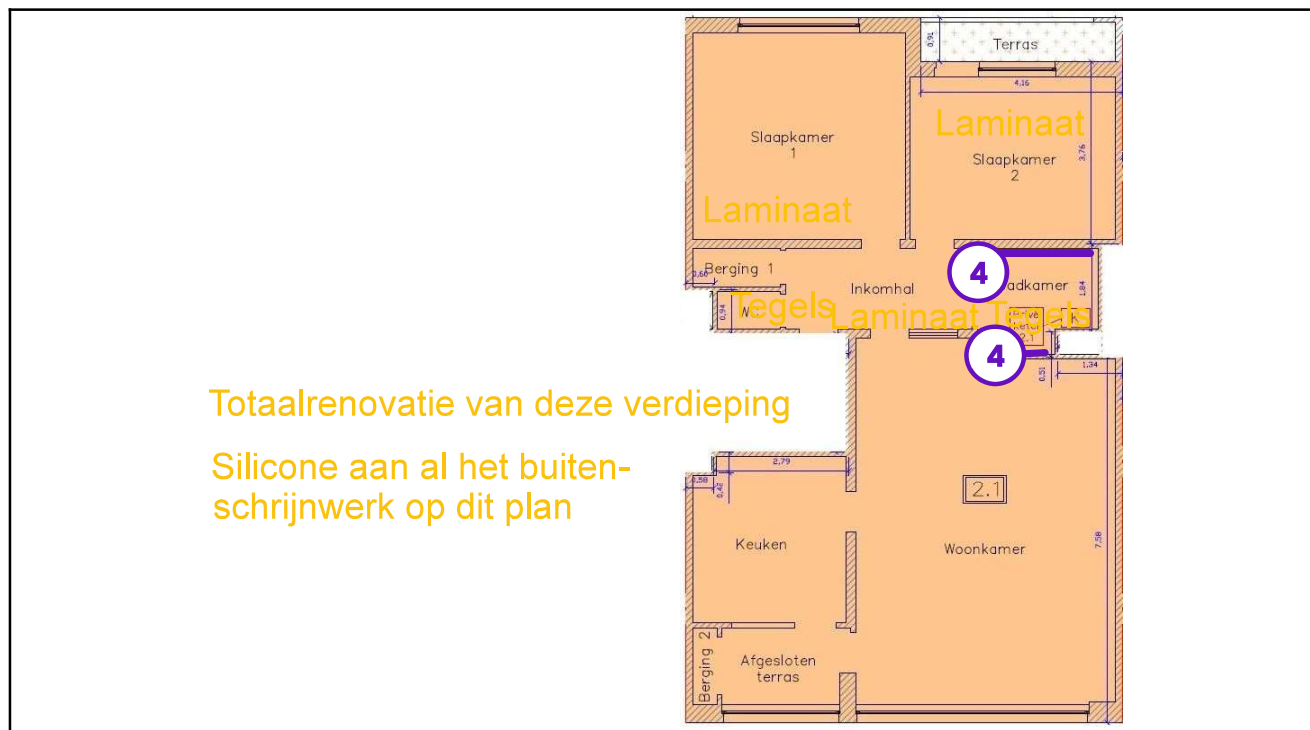 Terras
0,91
4,16
Laminaat
Slaapkamer
1
Slaapkamer
2
3,76
Laminaat
4
Berging 1
0,60
Inkomhal
adkamer
1,84
0,94
W
Tegels
Laminaat
Tegels
K
2.1
4
0,51
1,34
Totaalrenovatie van deze verdieping
Silicone aan al het buiten-
schrijnwerk op dit plan
2,79
0,58
0,42
2.1
Keuken
Woonkamer
7,58
Berging 2
Afgesloten
terras